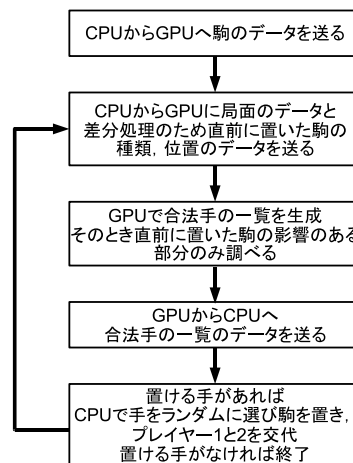 CPUからGPUへ駒のデータを送る
CPUからGPUに局面のデータと
差分処理のため直前に置いた駒の
種類，位置のデータを送る
GPUで合法手の一覧を生成
そのとき直前に置いた駒の影響のある
部分のみ調べる
GPUからCPUへ
合法手の一覧のデータを送る
置ける手があれば
CPUで手をランダムに選び駒を置き，
プレイヤー1と2を交代
置ける手がなければ終了